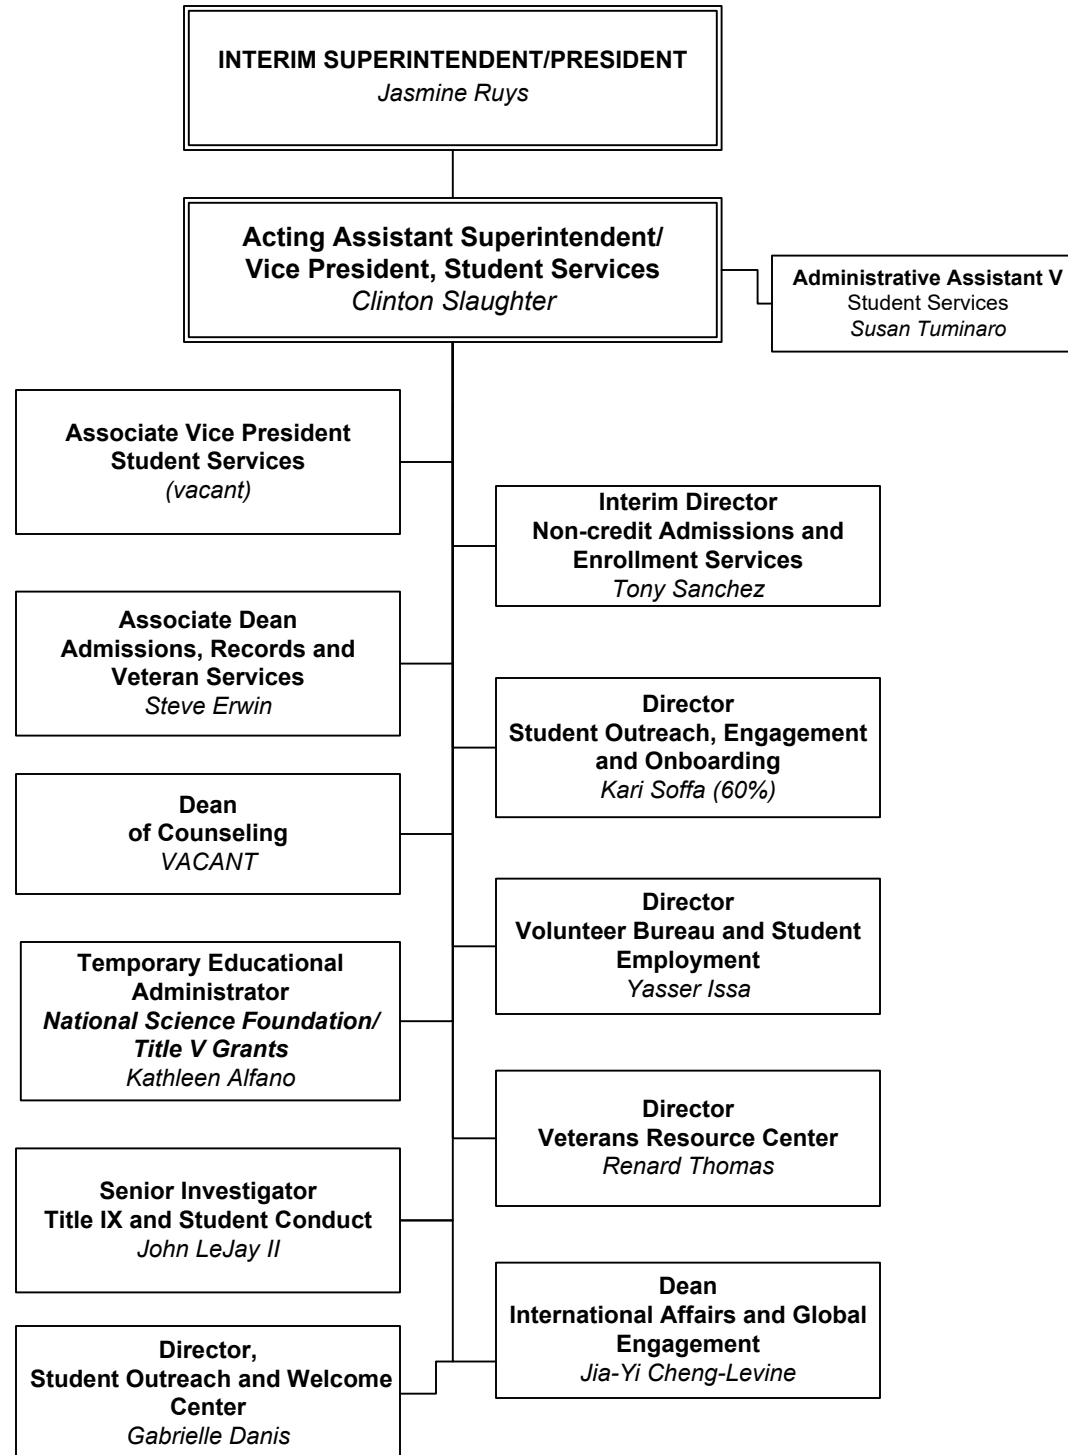 INTERIM SUPERINTENDENT/PRESIDENT
Jasmine Ruys
Acting Assistant Superintendent/
Vice President, Student Services
Clinton Slaughter
Administrative Assistant V
Student Services
Susan Tuminaro
Associate Vice President
Student Services
(vacant)
Interim Director
Non-credit Admissions and
Enrollment Services
Tony Sanchez
Associate Dean
Admissions, Records and
Veteran Services
Steve Erwin
Director
Student Outreach, Engagement
and Onboarding
Kari Soffa (60%)
Dean
of Counseling
VACANT
Director
Volunteer Bureau and Student
Employment
Yasser Issa
Temporary Educational
Administrator
National Science Foundation/
Title V Grants
Kathleen Alfano
Director
Veterans Resource Center
Renard Thomas
Senior Investigator
Title IX and Student Conduct
John LeJay II
Dean
International Affairs and Global
Engagement
Jia-Yi Cheng-Levine
Director,
Student Outreach and Welcome
Center
Gabrielle Danis